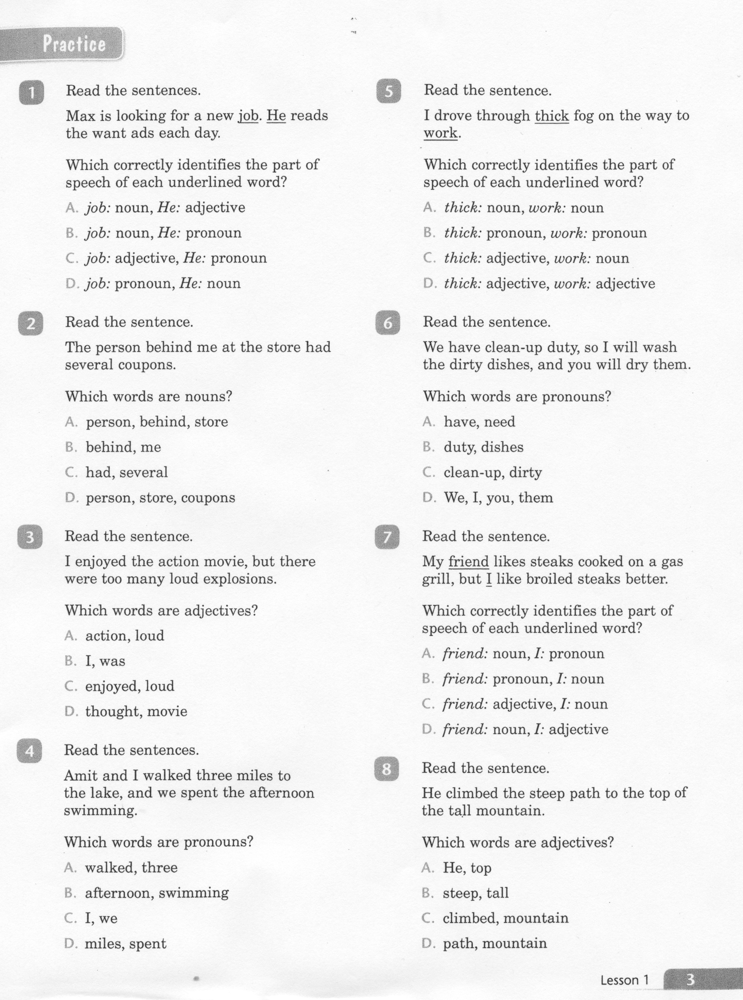 Practice
1
Read the sentences.
Max is looking for a new job. He reads
the want ads each day.
Which correctly identifies the part of
speech of each underlined word?
A. job: noun, He: adjective
B. job: noun, He: pronoun
C. job: adjective, He: pronoun
D. job: pronoun, He: noun
2
Read the sentence.
The person behind me at the store had
several coupons.
Which words are nouns?
A. person, behind, store
B. behind, me
C. had, several
D. person, store, coupons
3
Read the sentence.
I enjoyed the action movie, but there
were too many loud explosions.
Which words are adjectives?
A. action, loud
B. I, was
C. enjoyed, loud
D. thought, movie
4
Read the sentences.
Amit and I walked three miles to
the lake, and we spent the afternoon
swimming.
Which words are pronouns?
A. walked, three
B. afternoon, swimming
C. I, we
D. miles, spent
5
Read the sentence.
I drove through thick fog on the way to
work.
Which correctly identifies the part of
speech of each underlined word?
A. thick: noun, work: noun
B. thick: pronoun, work: pronoun
C. thick: adjective, work: noun
D. thick: adjective, work: adjective
6
Read the sentence.
We have clean-up duty, so I will wash
the dirty dishes, and you will dry them.
Which words are pronouns?
A. have, need
B. duty, dishes
C. clean-up, dirty
D. We, I, you, them
7
Read the sentence.
My friend likes steaks cooked on a gas
grill, but I like broiled steaks better.
Which correctly identifies the part of
speech of each underlined word?
A. friend: noun, I: pronoun
B. friend: pronoun, I: noun
C. friend: adjective, I: noun
D. friend: noun, I: adjective
8
Read the sentence.
He climbed the steep path to the top of
the tall mountain.
Which words are adjectives?
A. He, top
B. steep, tall
C. climbed, mountain
D. path, mountain
Lesson 1 3